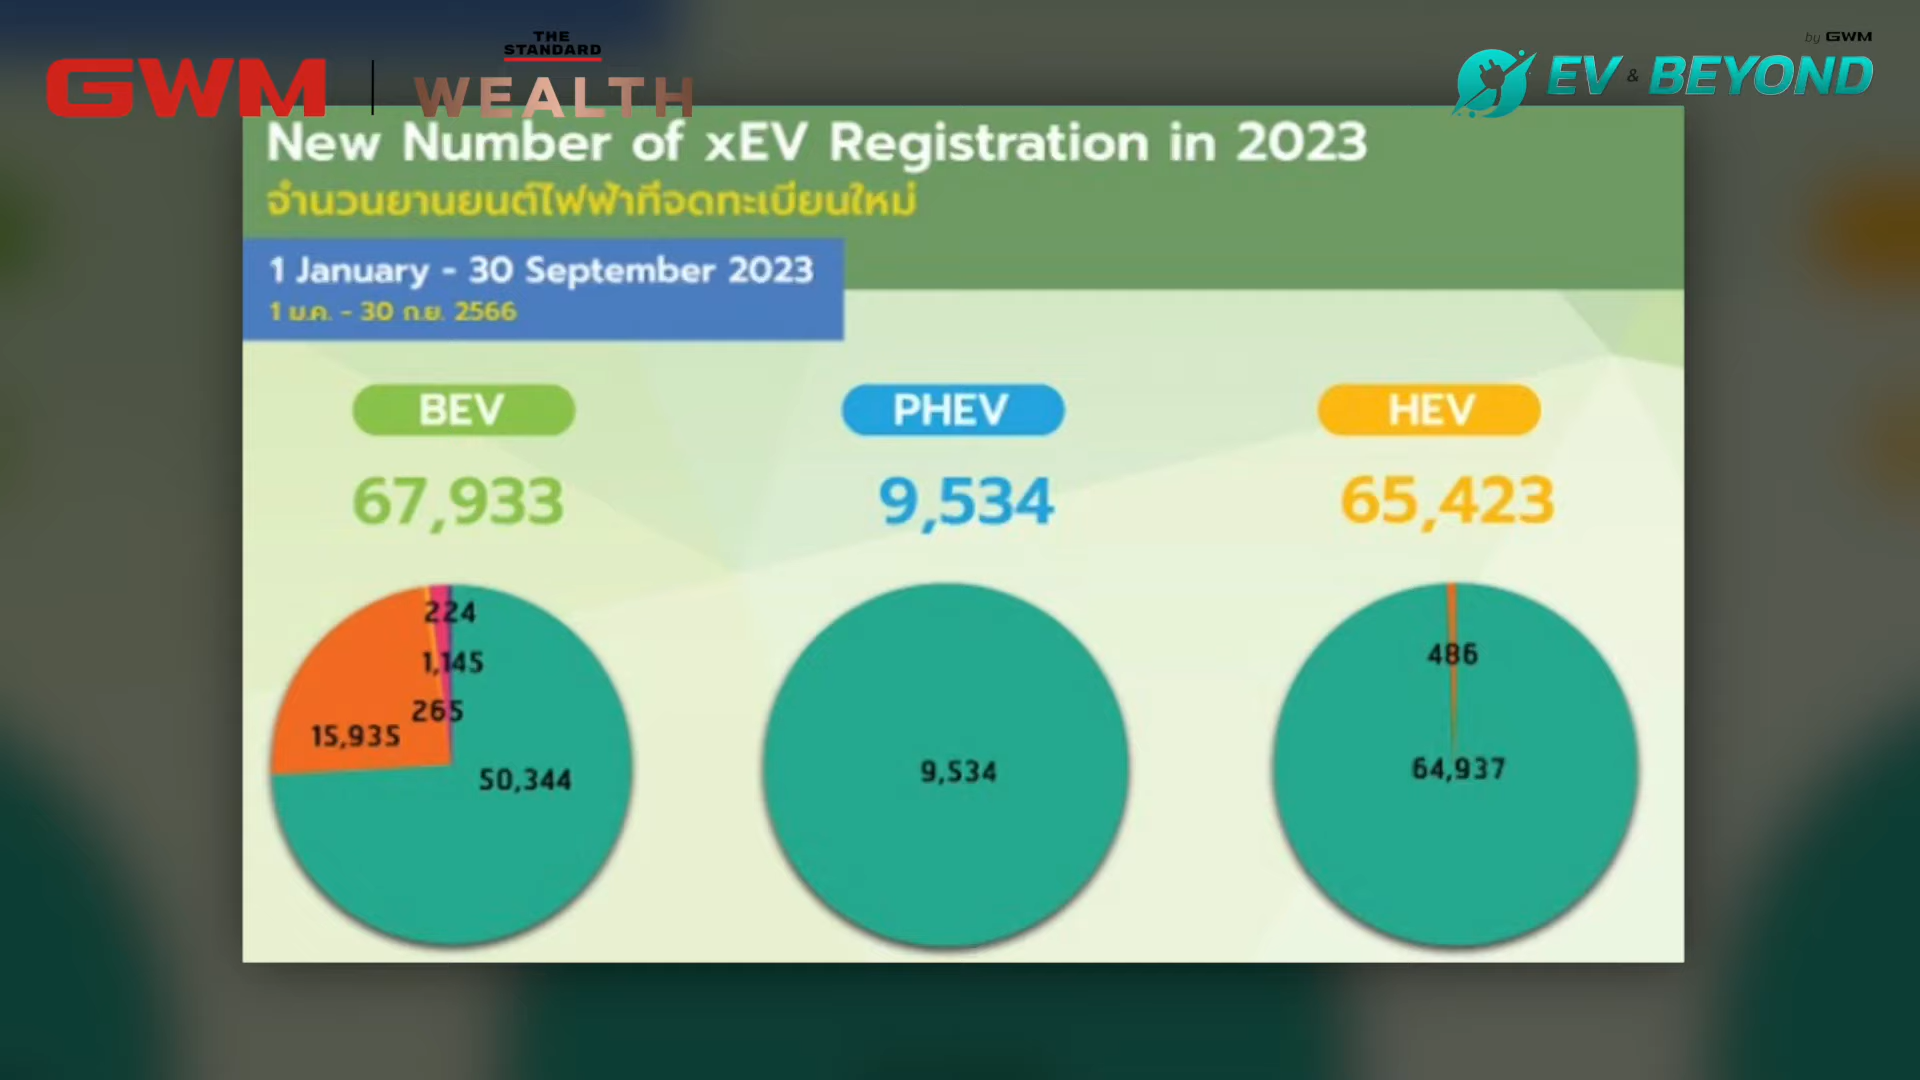 GWM
THE
STANDARD
WEALTH
by GWM
EV & BEYOND
New Number of xEV Registration in 2023
จำนวนยานยนต์ไฟฟ้าที่จดทะเบียนใหม่
1 January - 30 September 2023
1 ม.ค. - 30 ก.ย. 2566
BEV
PHEV
HEV
67,933
9,534
65,423
224
1,145
265
15,935
50,344
9,534
486
64,937